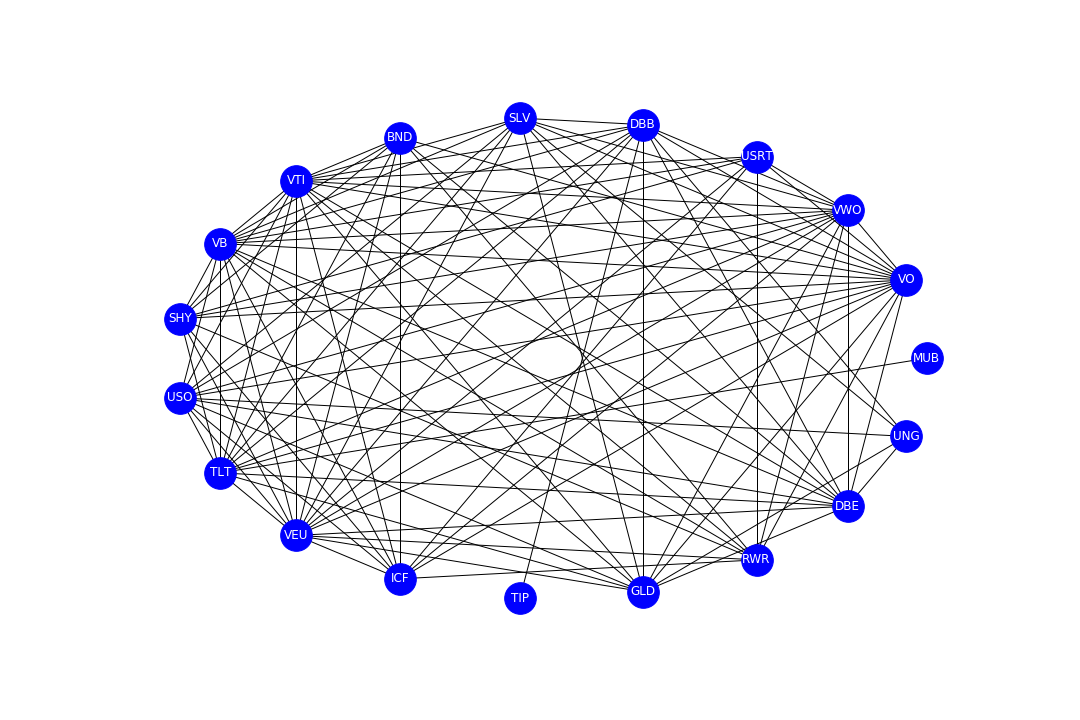 SLV
DBB
BND
USRT
VTI
VWO
VB
VO
SHY
MUB
USO
UNG
TLT
DBE
VEU
RWR
ICF
GLD
TIP